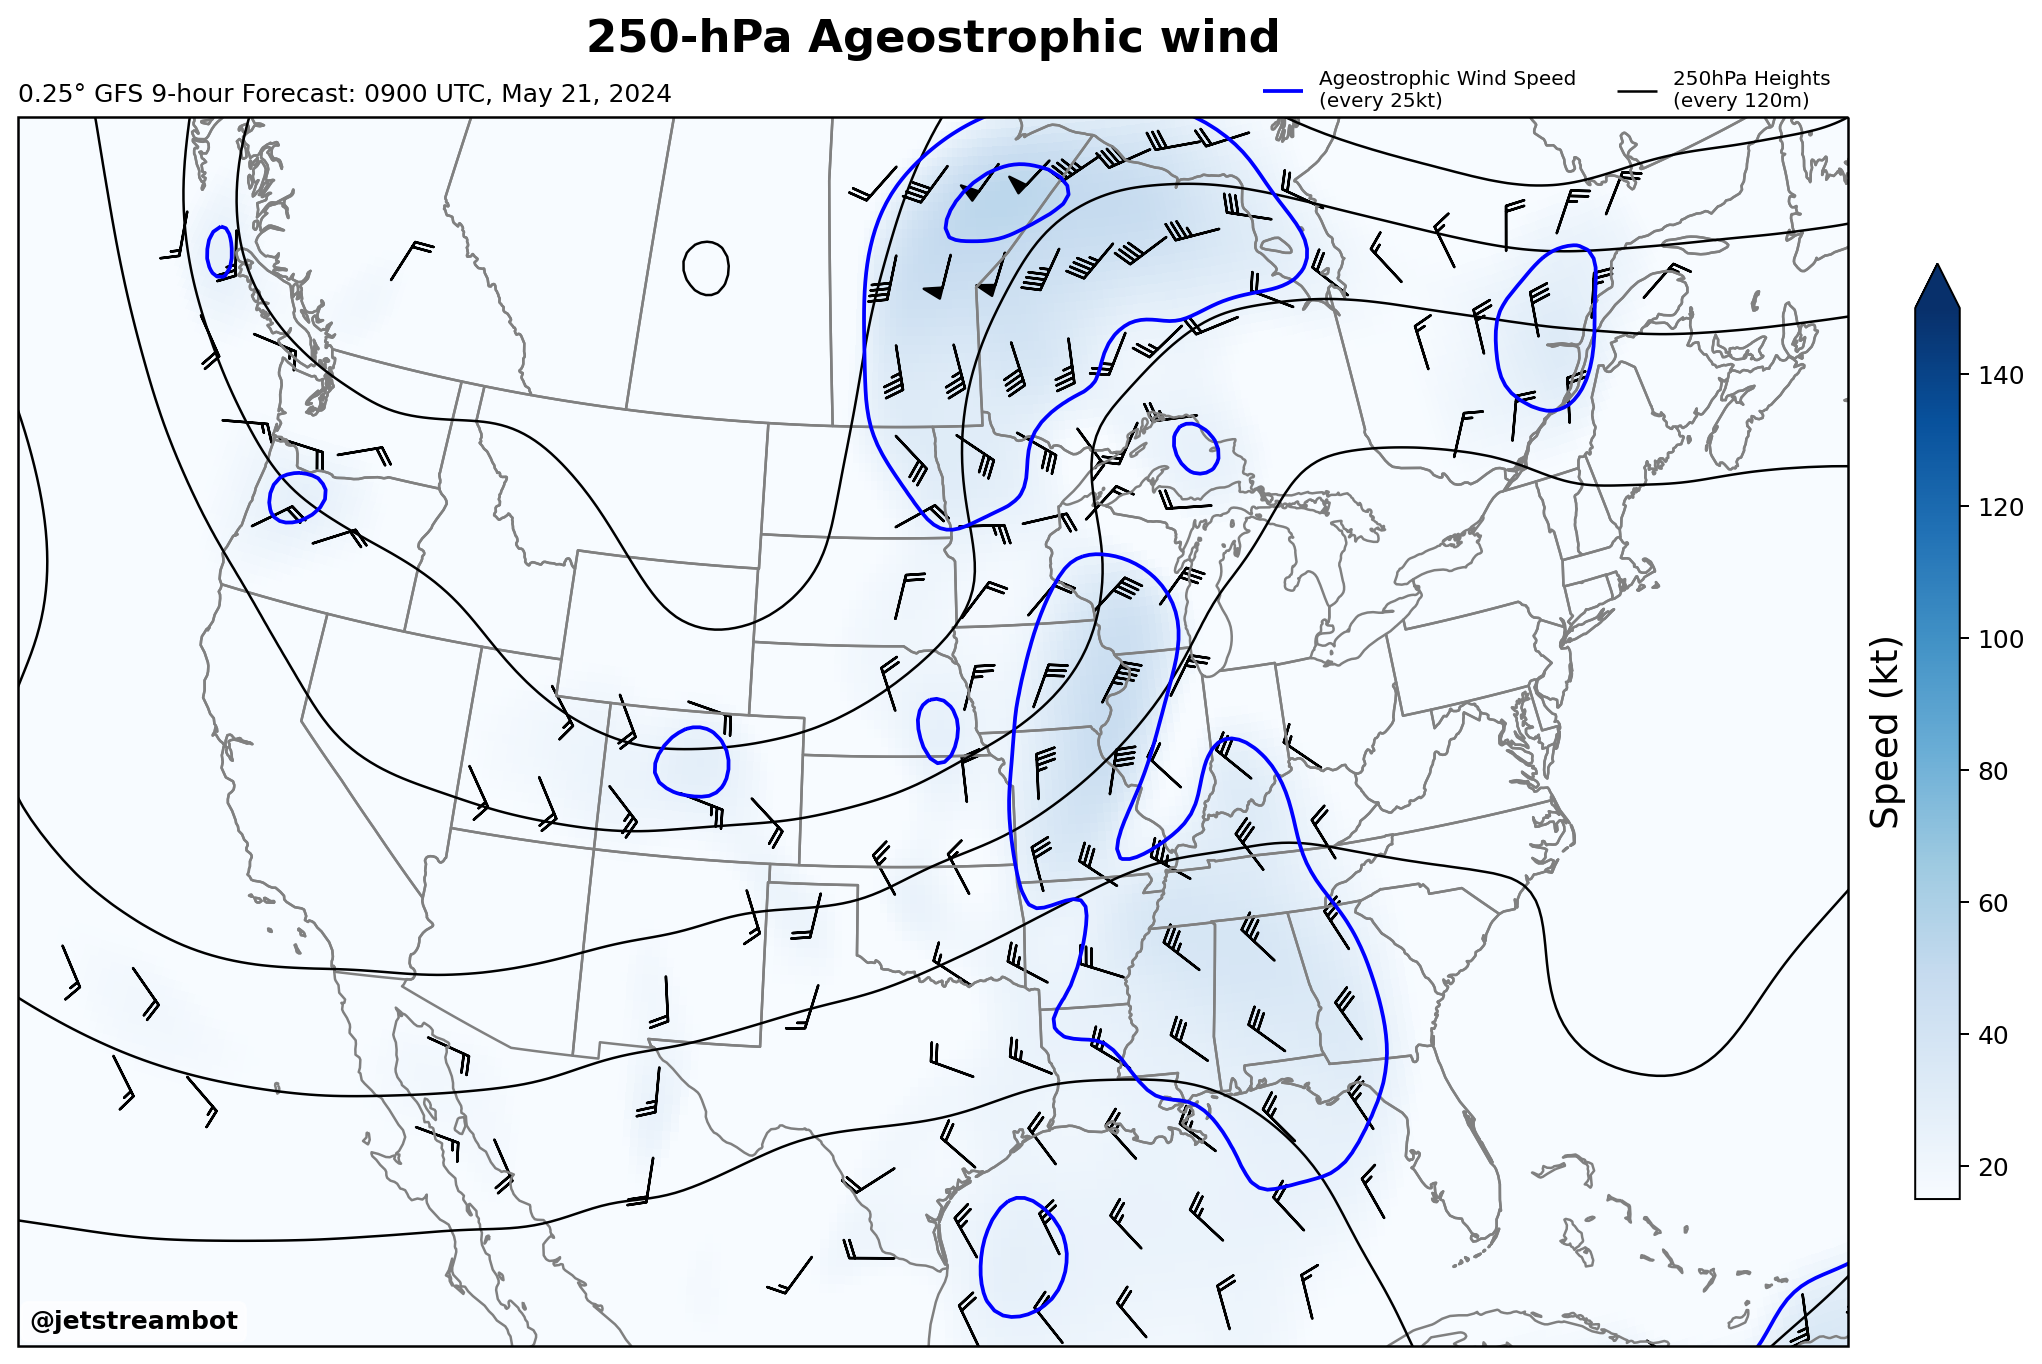 250-hPa Ageostrophic wind
0.25° GFS 9-hour Forecast: 0900 UTC, May 21, 2024
Ageostrophic Wind Speed
(every 25kt)
250hPa Heights
(every 120m)
140
120
100
80
60
40
20
Speed (kt)
@jetstreambot